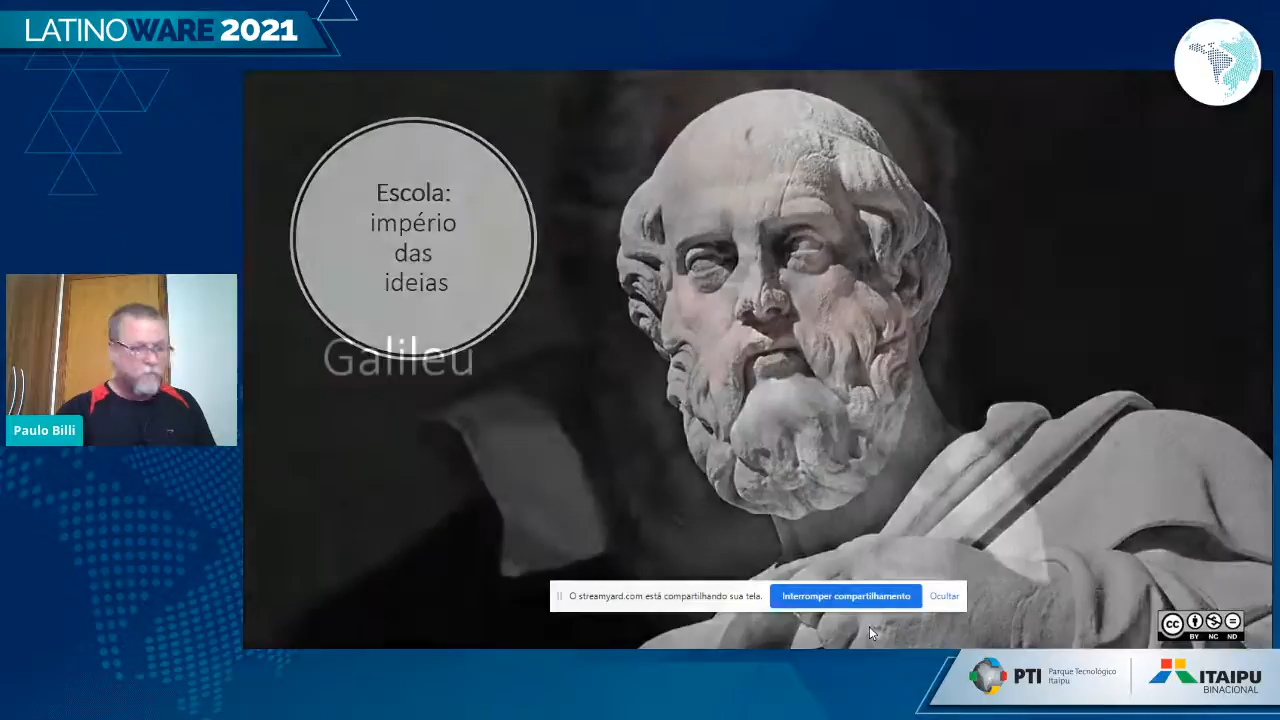 LATINOWARE 2021
Escola:
império
das
ideias
Galileu
Paulo Billi
O streamyard.com está compartilhando sua tela.
Interromper compartilhamento
Ocultar
cc
BY NC ND
PTI
Parque Tecnológico
Itaipu
ITAIPU
BINACIONAL